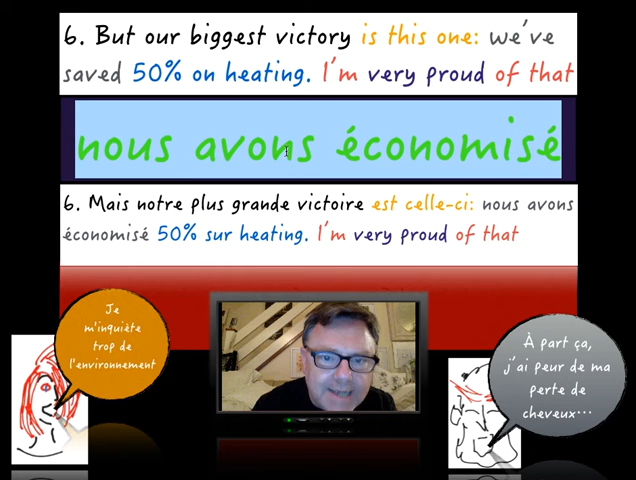 6. But our biggest victory is this one: we've
saved 50% on heating. I'm very proud of that
nous avons économisé
6. Mais notre plus grande victoire est celle-ci: nous avons
économisé 50% sur heating. I'm very proud of that
Je
m'inquiète
trop de
l'environnement
À part ça,
j'ai peur de ma
perte de
cheveux...